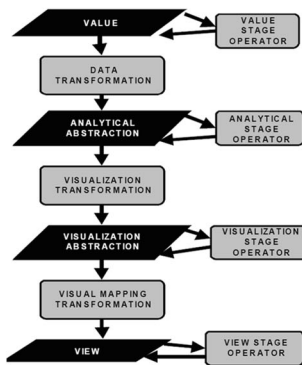 VALUE
VALUE
STAGE
OPERATOR
DATA
TRANSFORMATION
ANALYTICAL
ABSTRACTION
ANALYTICAL
STAGE
OPERATOR
VISUALIZATION
TRANSFORMATION
VISUALIZATION
ABSTRACTION
VISUALIZATION
STAGE
OPERATOR
VISUAL MAPPING
TRANSFORMATION
VIEW
VIEW STAGE
OPERATOR